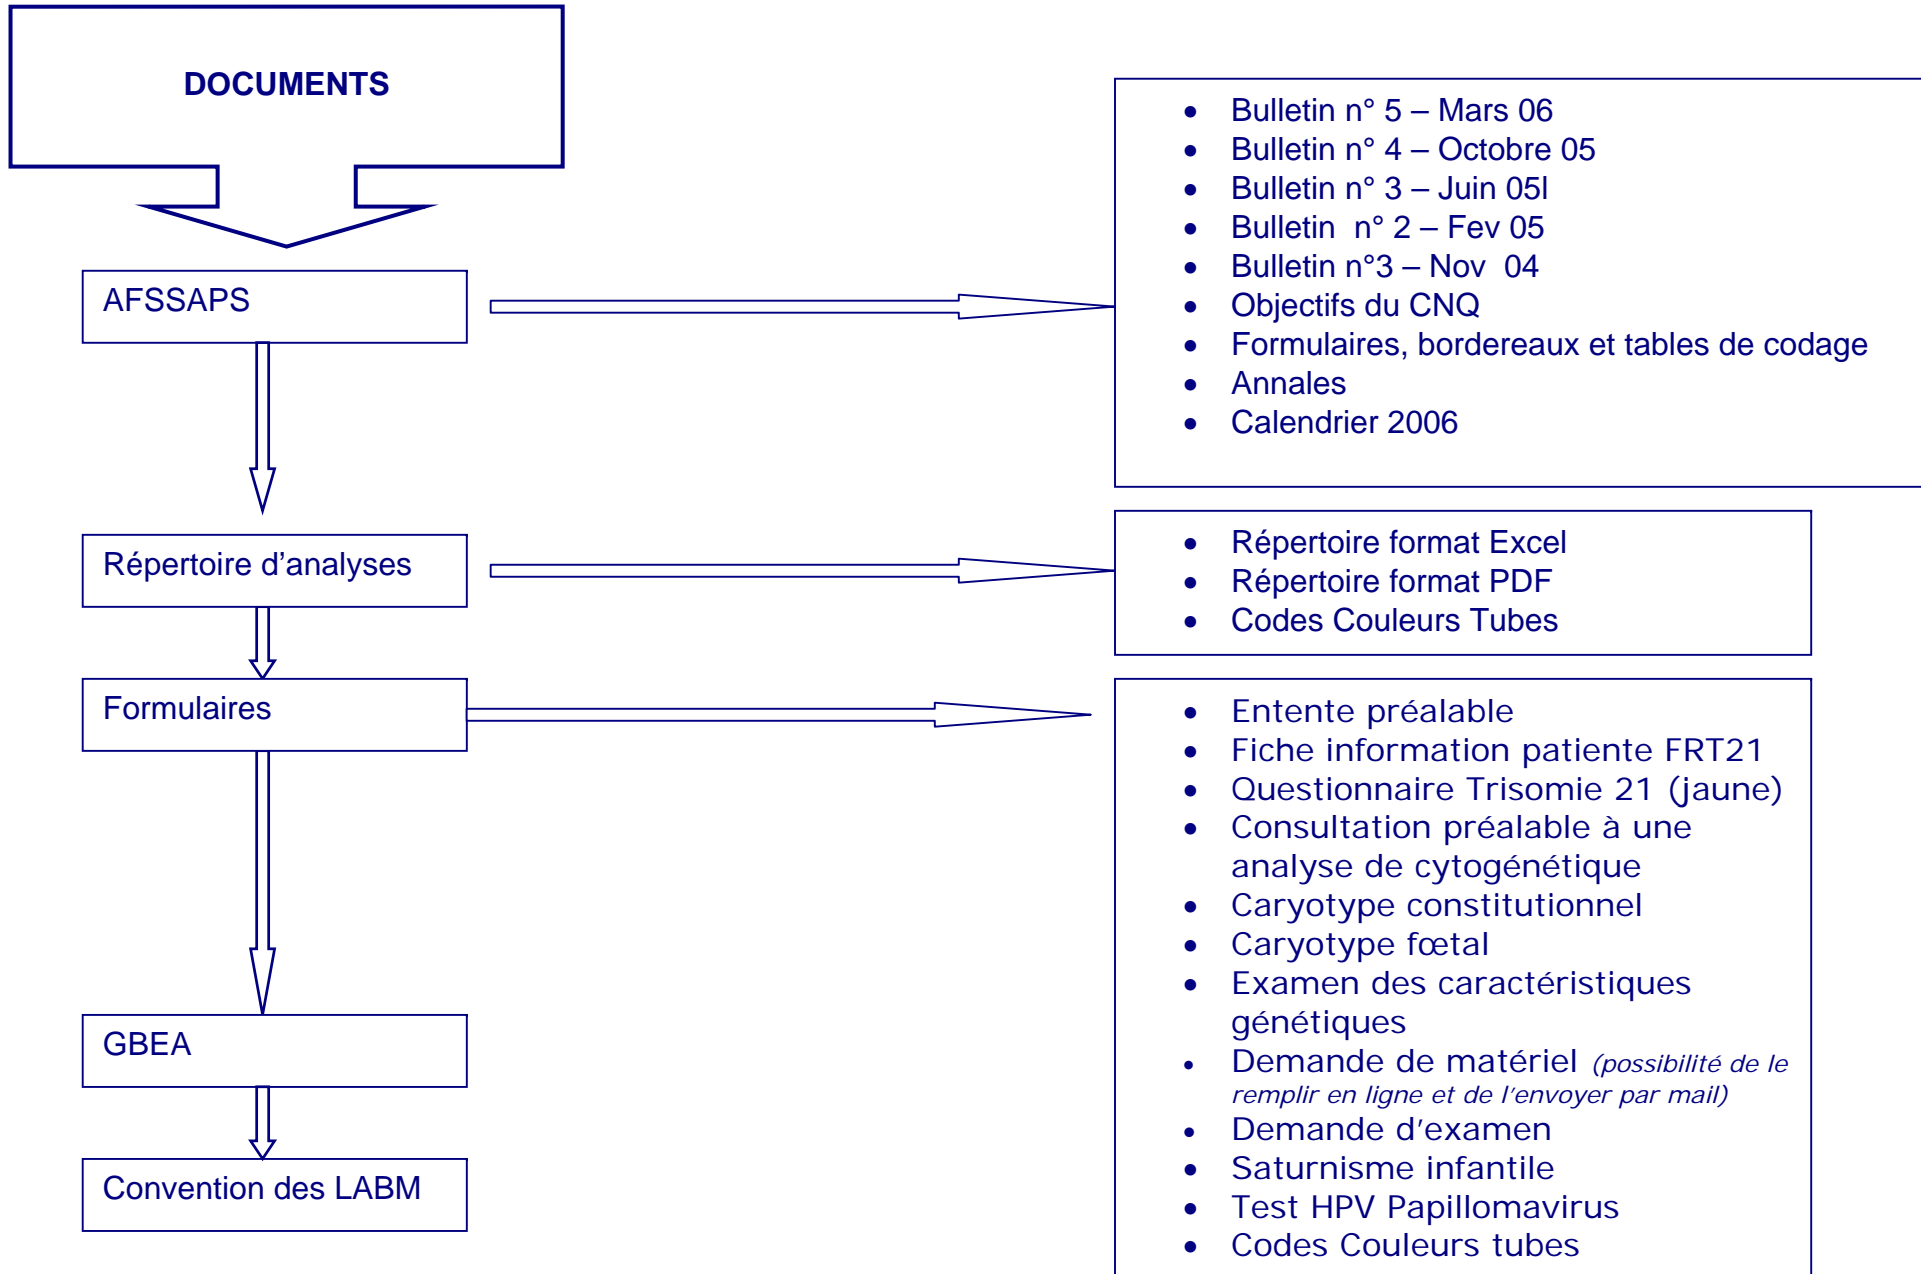 DOCUMENTS
AFSSAPS
• Bulletin n° 5 – Mars 06
• Bulletin n° 4 – Octobre 05
• Bulletin n° 3 – Juin 05l
• Bulletin  n° 2 – Fev 05
• Bulletin n°3 – Nov  04
• Objectifs du CNQ
• Formulaires, bordereaux et tables de codage
• Annales
• Calendrier 2006
Répertoire d'analyses
• Répertoire format Excel
• Répertoire format PDF
• Codes Couleurs Tubes
Formulaires
• Entente préalable
• Fiche information patiente FRT21
• Questionnaire Trisomie 21 (jaune)
• Consultation préalable à une
analyse de cytogénétique
• Caryotype constitutionnel
• Caryotype fœtal
• Examen des caractéristiques
génétiques
• Demande de matériel (possibilité de le
remplir en ligne et de l'envoyer par mail)
• Demande d'examen
• Saturnisme infantile
• Test HPV Papillomavirus
• Codes Couleurs tubes
GBEA
Convention des LABM